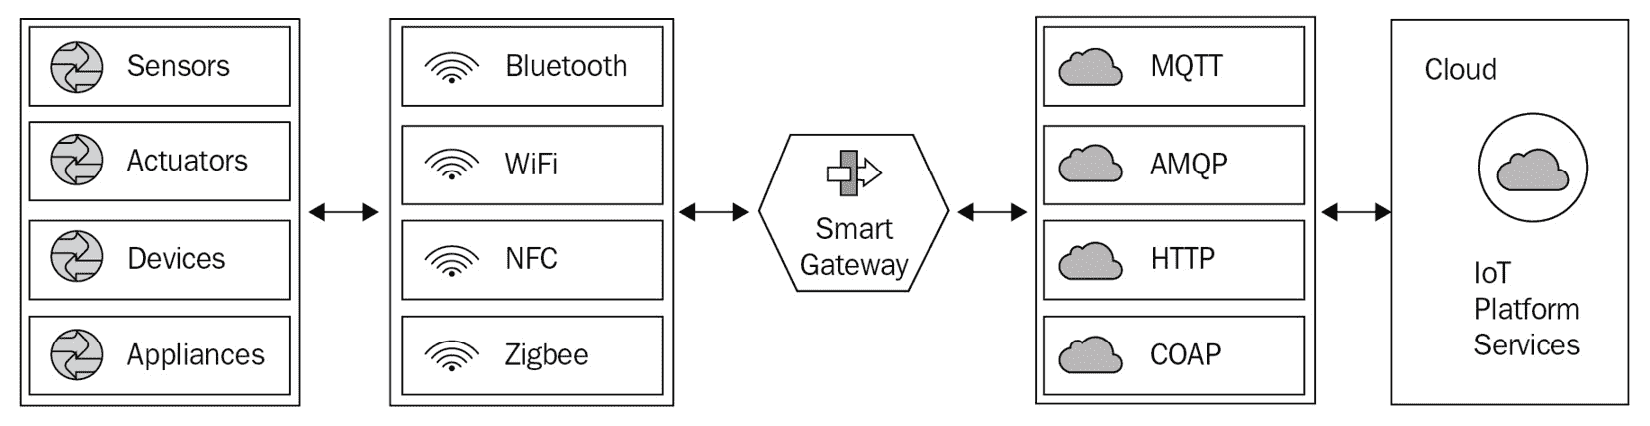 Sensors
Actuators
Devices
Appliances
Bluetooth
WiFi
NFC
Zigbee
Smart
Gateway
MQTT
AMQP
HTTP
COAP
Cloud
IoT
Platform
Services